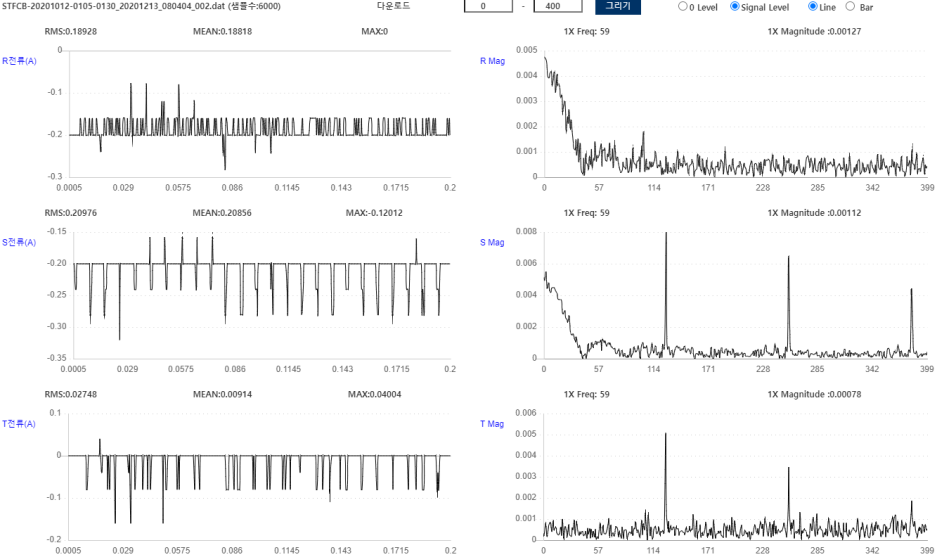 STFCB-20201012-0105-0130_20201213_080404_002.dat (샘플수:6000) 다운로드 0 - 400 그리기 0 Level Signal Level Line Bar
RMS:0.18928 MEAN:0.18818 MAX:0 1X Freq: 59 1X Magnitude :0.00127
R전류(A)
0
-0.1
-0.2
-0.3
0.0005 0.029 0.0575 0.086 0.1145 0.143 0.1715 0.2
R Mag
0.005
0.004
0.003
0.002
0.001
0
0 57 114 171 228 285 342 399
RMS:0.20976 MEAN:0.20856 MAX:-0.12012 1X Freq: 59 1X Magnitude :0.00112
S전류(A)
-0.15
-0.20
-0.25
-0.30
-0.35
0.0005 0.029 0.0575 0.086 0.1145 0.143 0.1715 0.2
S Mag
0.008
0.006
0.004
0.002
0
0 57 114 171 228 285 342 399
RMS:0.02748 MEAN:0.00914 MAX:0.04004 1X Freq: 59 1X Magnitude :0.00078
T전류(A)
0.1
0
-0.1
-0.2
0.0005 0.029 0.0575 0.086 0.1145 0.143 0.1715 0.2
T Mag
0.006
0.005
0.004
0.003
0.002
0.001
0
0 57 114 171 228 285 342 399